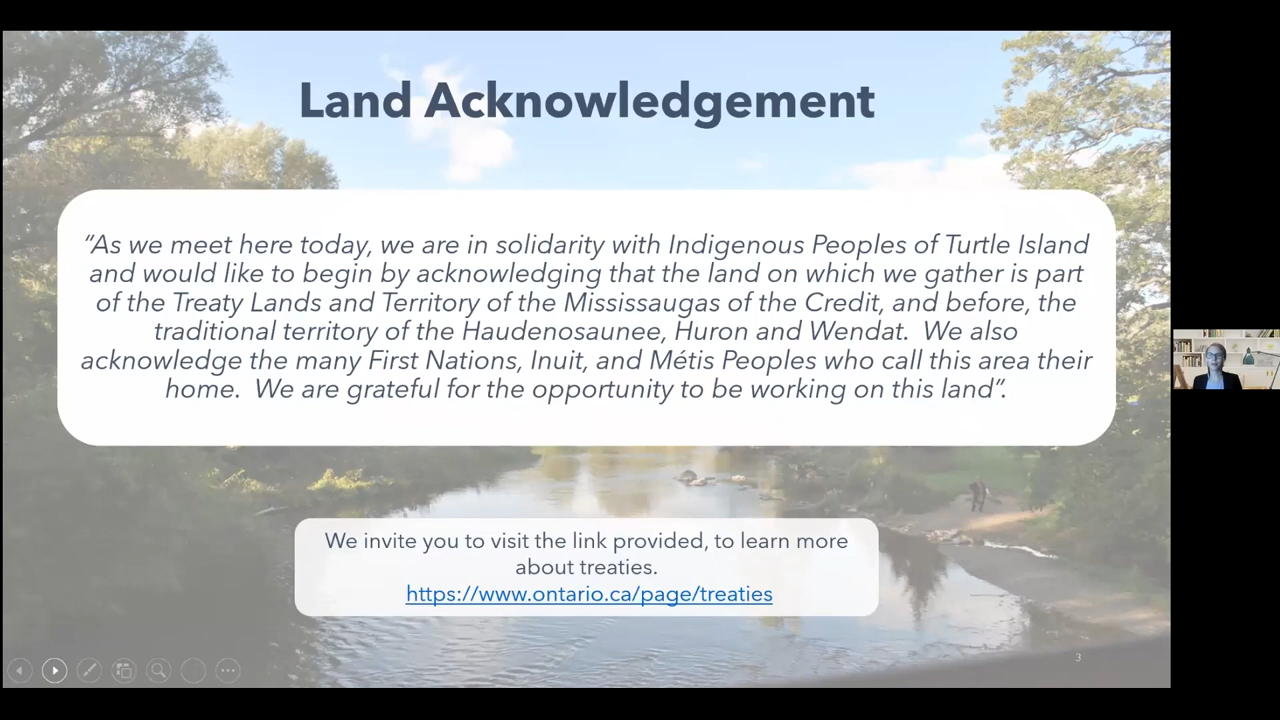 Land Acknowledgement
“As we meet here today, we are in solidarity with Indigenous Peoples of Turtle Island
and would like to begin by acknowledging that the land on which we gather is part
of the Treaty Lands and Territory of the Mississaugas of the Credit, and before, the
traditional territory of the Haudenosaunee, Huron and Wendat.  We also
acknowledge the many First Nations, Inuit, and Métis Peoples who call this area their
home.  We are grateful for the opportunity to be working on this land”.
We invite you to visit the link provided, to learn more
about treaties.
https://www.ontario.ca/page/treaties
3